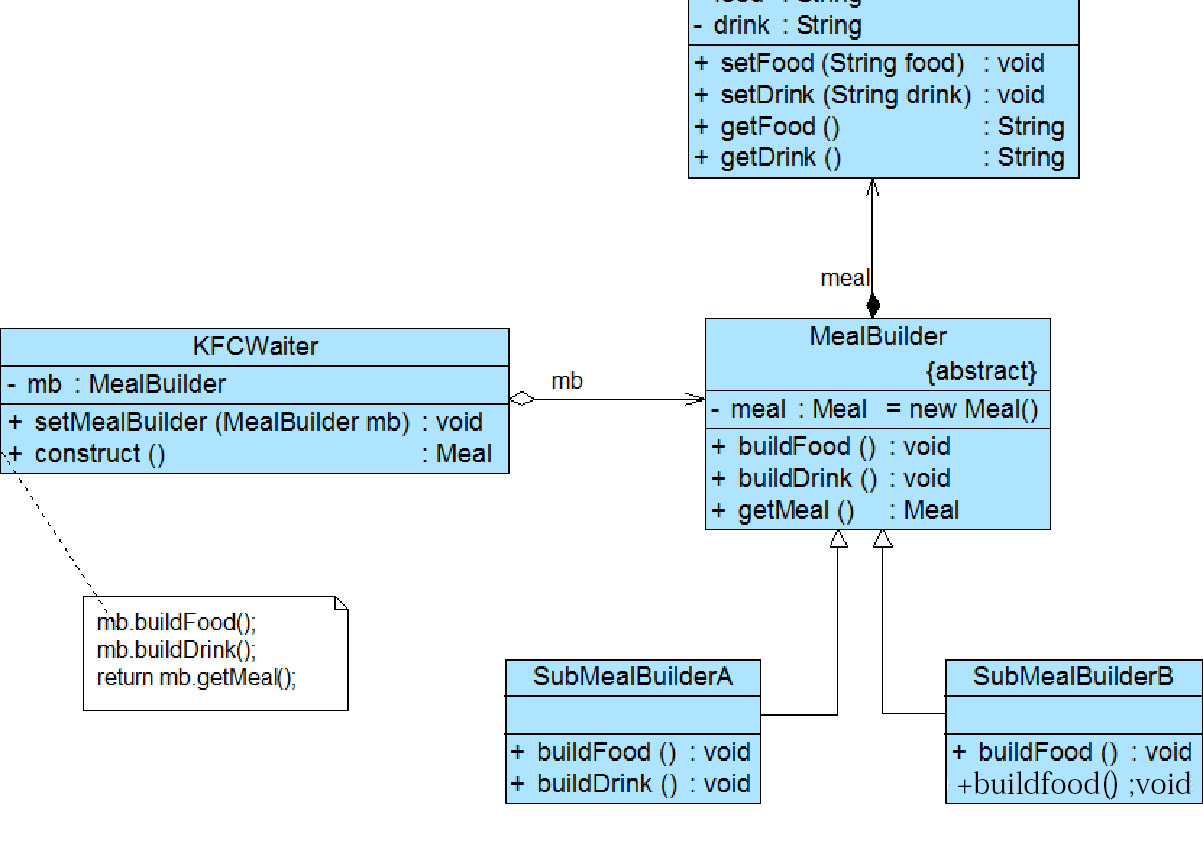 - drink : String
+ setFood (String food) : void
+ setDrink (String drink) : void
+ getFood () : String
+ getDrink () : String
meal
MealBuilder
{abstract}
- meal : Meal = new Meal()
+ buildFood () : void
+ buildDrink () : void
+ getMeal () : Meal
KFCWaiter
- mb : MealBuilder
+ setMealBuilder (MealBuilder mb) : void
+ construct () : Meal
mb
mb.buildFood();
mb.buildDrink();
return mb.getMeal();
SubMealBuilderA
+ buildFood () : void
+ buildDrink () : void
SubMealBuilderB
+ buildFood () : void
+buildfood() ;void